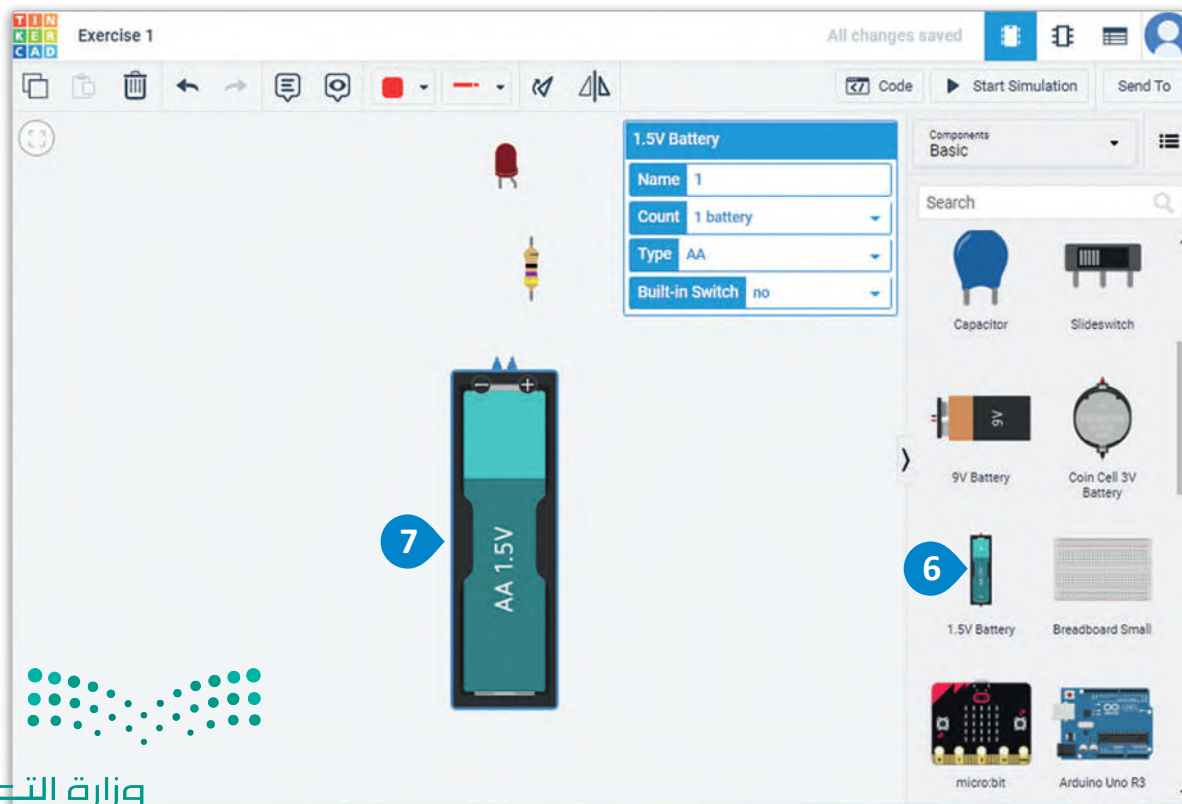 TIN
KER
CAD
Exercise 1
All changes saved
Code
Start Simulation
Send To
1.5V Battery
Name 1
Count 1 battery
Type AA
Built-in Switch no
AA 1.5V
7
Components
Basic
Search
Capacitor
Slideswitch
9V
9V Battery
Coin Cell 3V
Battery
6
1.5V Battery
Breadboard Small
micro:bit
Arduino Uno R3
وزارة